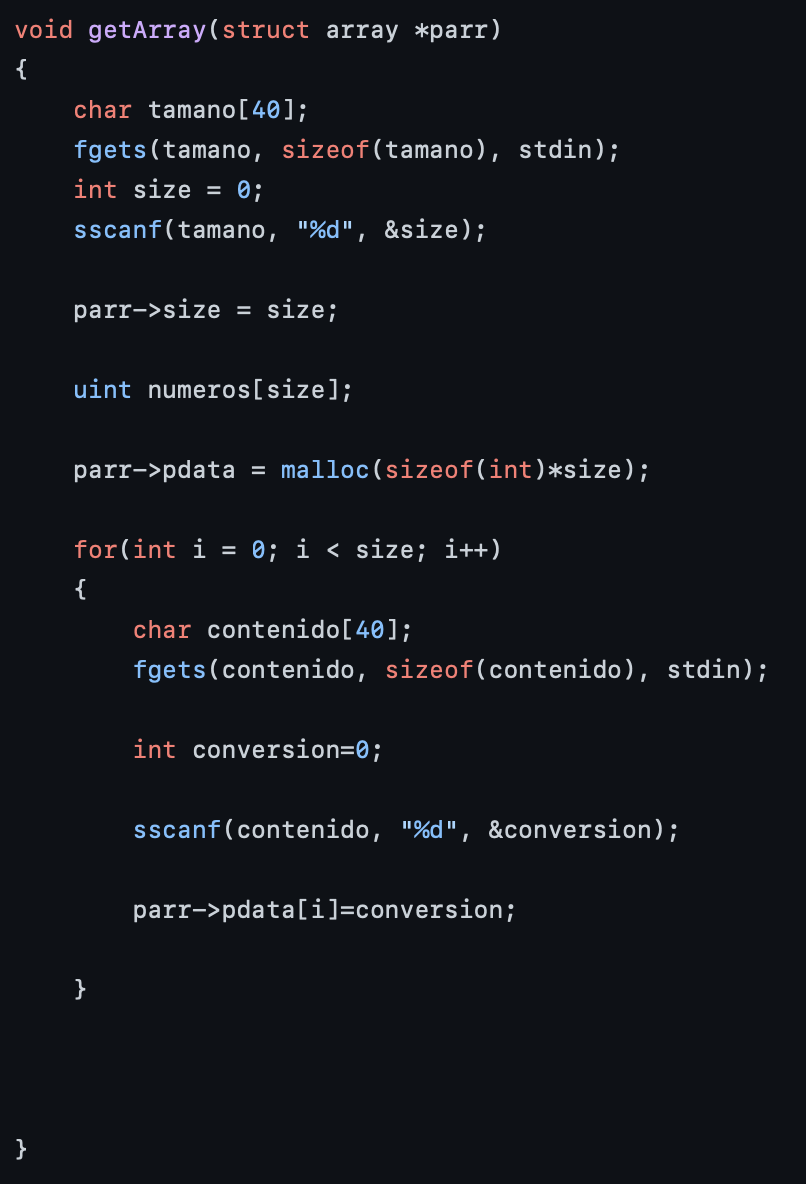 void getArray(struct array *parr)
{
    char tamano[40];
    fgets(tamano, sizeof(tamano), stdin);
    int size = 0;
    sscanf(tamano, "%d", &size);

    parr->size = size;

    uint numeros[size];

    parr->pdata = malloc(sizeof(int)*size);

    for(int i = 0; i < size; i++)
    {
        char contenido[40];
        fgets(contenido, sizeof(contenido), stdin);

        int conversion=0;

        sscanf(contenido, "%d", &conversion);

        parr->pdata[i]=conversion;

    }



}